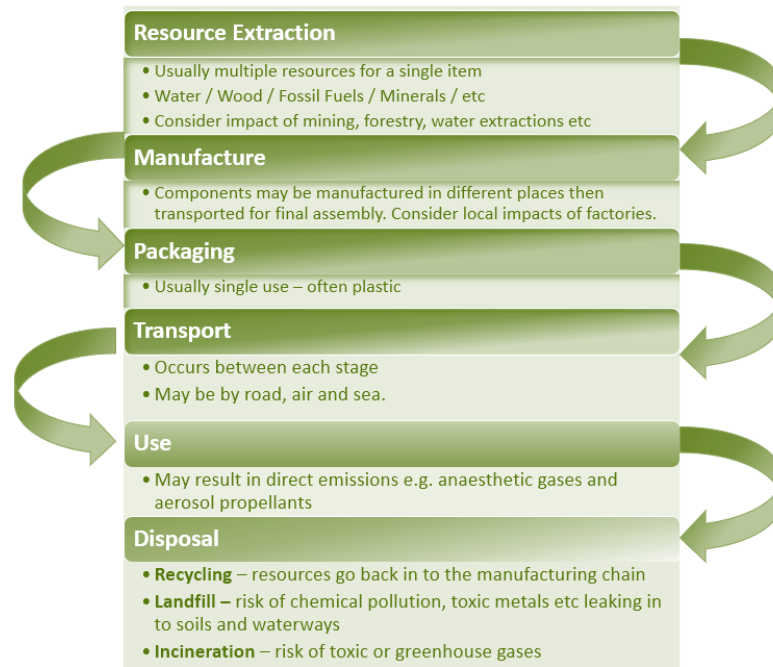 Resource Extraction
• Usually multiple resources for a single item
• Water / Wood / Fossil Fuels / Minerals / etc
• Consider impact of mining, forestry, water extractions etc
Manufacture
• Components may be manufactured in different places then
transported for final assembly. Consider local impacts of factories.
Packaging
• Usually single use – often plastic
Transport
• Occurs between each stage
• May be by road, air and sea.
Use
• May result in direct emissions e.g. anaesthetic gases and
aerosol propellants
Disposal
• Recycling – resources go back in to the manufacturing chain
• Landfill – risk of chemical pollution, toxic metals etc leaking in
to soils and waterways
• Incineration – risk of toxic or greenhouse gases